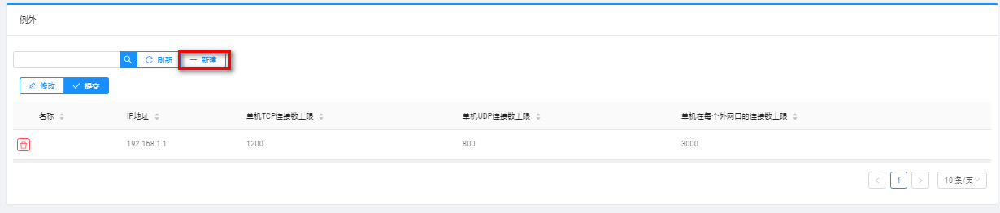 例外
刷新 新建
修改 提交
名称 IP地址 单机TCP连接数上限 单机UDP连接数上限 单机在每个外网口的连接数上限
192.168.1.1 1200 800 3000
1 10 条/页